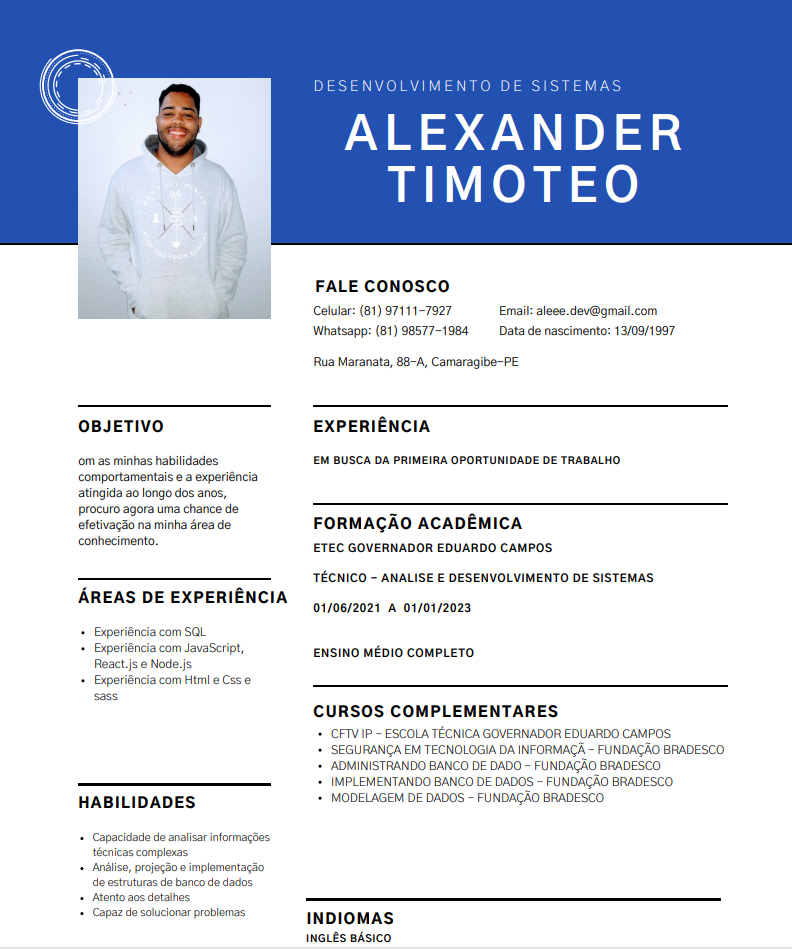 DESENVOLVIMENTO DE SISTEMAS
ALEXANDER
TIMOTEO
FALE CONOSCO
Celular: (81) 97111-7927
Email: aleee.dev@gmail.com
Whatsapp: (81) 98577-1984
Data de nascimento: 13/09/1997
Rua Maranata, 88-A, Camaragibe-PE
OBJETIVO
om as minhas habilidades
comportamentais e a experiência
atingida ao longo dos anos,
procuro agora uma chance de
efetivação na minha área de
conhecimento.
ÁREAS DE EXPERIÊNCIA
• Experiência com SQL
• Experiência com JavaScript,
React.js e Node.js
• Experiência com Html e Css e
sass
HABILIDADES
• Capacidade de analisar informações
técnicas complexas
• Análise, projeção e implementação
de estruturas de banco de dados
• Atento aos detalhes
• Capaz de solucionar problemas
EXPERIÊNCIA
EM BUSCA DA PRIMEIRA OPORTUNIDADE DE TRABALHO
FORMAÇÃO ACADÊMICA
ETEC GOVERNADOR EDUARDO CAMPOS
TÉCNICO - ANALISE E DESENVOLVIMENTO DE SISTEMAS
01/06/2021 A 01/01/2023
ENSINO MÉDIO COMPLETO
CURSOS COMPLEMENTARES
• CFTV IP - ESCOLA TÉCNICA GOVERNADOR EDUARDO CAMPOS
• SEGURANÇA EM TECNOLOGIA DA INFORMAÇÃ - FUNDAÇÃO BRADESCO
• ADMINISTRANDO BANCO DE DADO - FUNDAÇÃO BRADESCO
• IMPLEMENTANDO BANCO DE DADOS - FUNDAÇÃO BRADESCO
• MODELAGEM DE DADOS - FUNDAÇÃO BRADESCO
INDIOMAS
INGLÊS BÁSICO